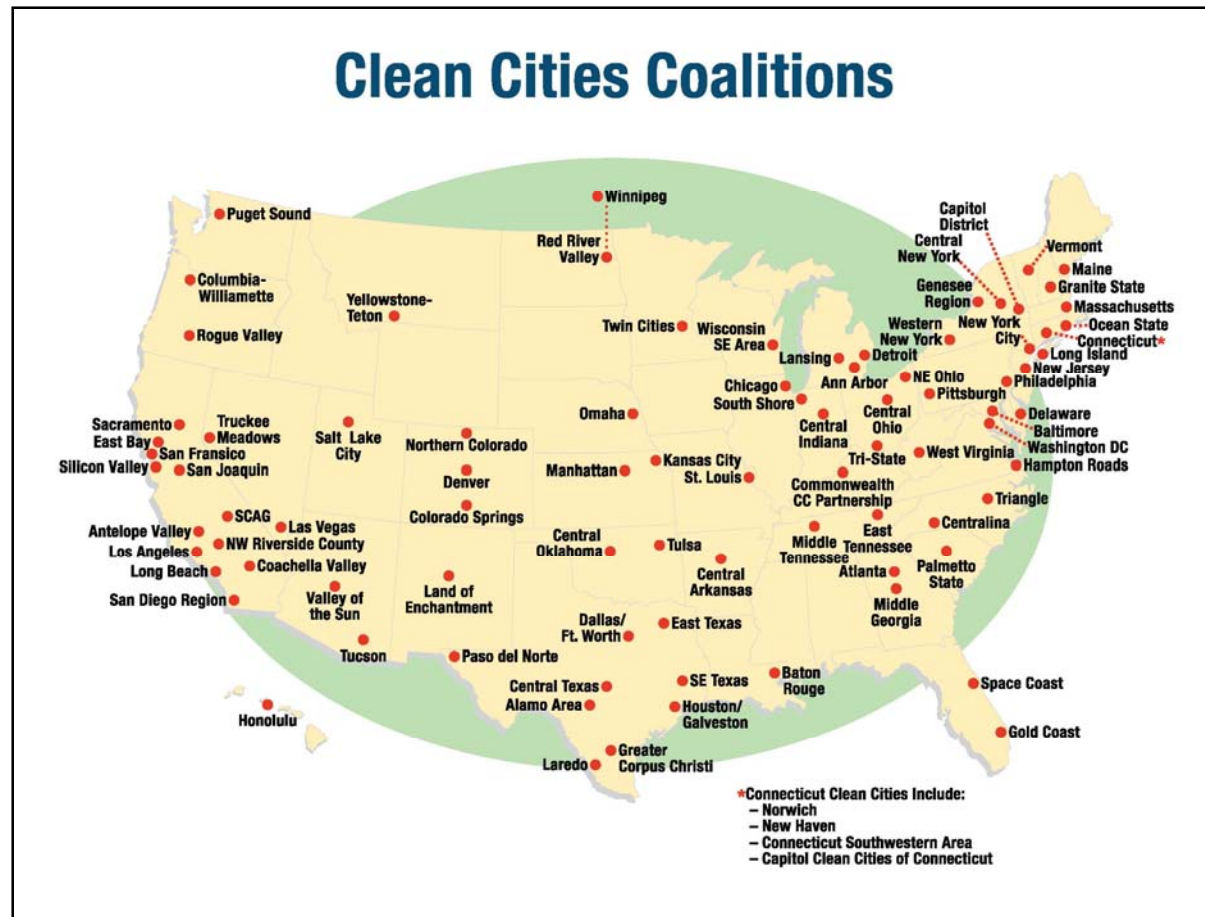 Clean Cities Coalitions
Winnipeg
Puget Sound
Red River
Valley
Capitol
District
Central
New York
Vermont
Columbia-
Williamette
Yellowstone-
Teton
Genesee
Region
Maine
Granite State
Massachusetts
Ocean State
Connecticut*
Rogue Valley
Twin Cities
Wisconsin
SE Area
Western
New York
New York
City
Long Island
New Jersey
Lansing
Detroit
Ann Arbor
NE Ohio
Philadelphia
Pittsburgh
Chicago
South Shore
Omaha
Central
Indiana
Central
Ohio
Delaware
Baltimore
Washington DC
Hampton Roads
Sacramento
East Bay
San Fransico
Silicon Valley
San Joaquin
Truckee
Meadows
Salt Lake
City
Northern Colorado
Denver
Colorado Springs
Manhattan
Kansas City
St. Louis
Tri-State
West Virginia
Commonwealth
CC Partnership
Triangle
Antelope Valley
SCAG
Las Vegas
Los Angeles
NW Riverside County
Long Beach
Coachella Valley
San Diego Region
Valley of
the Sun
Land of
Enchantment
Central
Oklahoma
Tulsa
Central
Arkansas
Middle
Tennessee
East
Tennessee
Centralina
Palmetto
State
Atlanta
Middle
Georgia
Tucson
Paso del Norte
Dallas/
Ft. Worth
East Texas
Central Texas
Alamo Area
SE Texas
Houston/
Galveston
Baton
Rouge
Space Coast
Gold Coast
Honolulu
Laredo
Greater
Corpus Christi
*Connecticut Clean Cities Include:
– Norwich
– New Haven
– Connecticut Southwestern Area
– Capitol Clean Cities of Connecticut